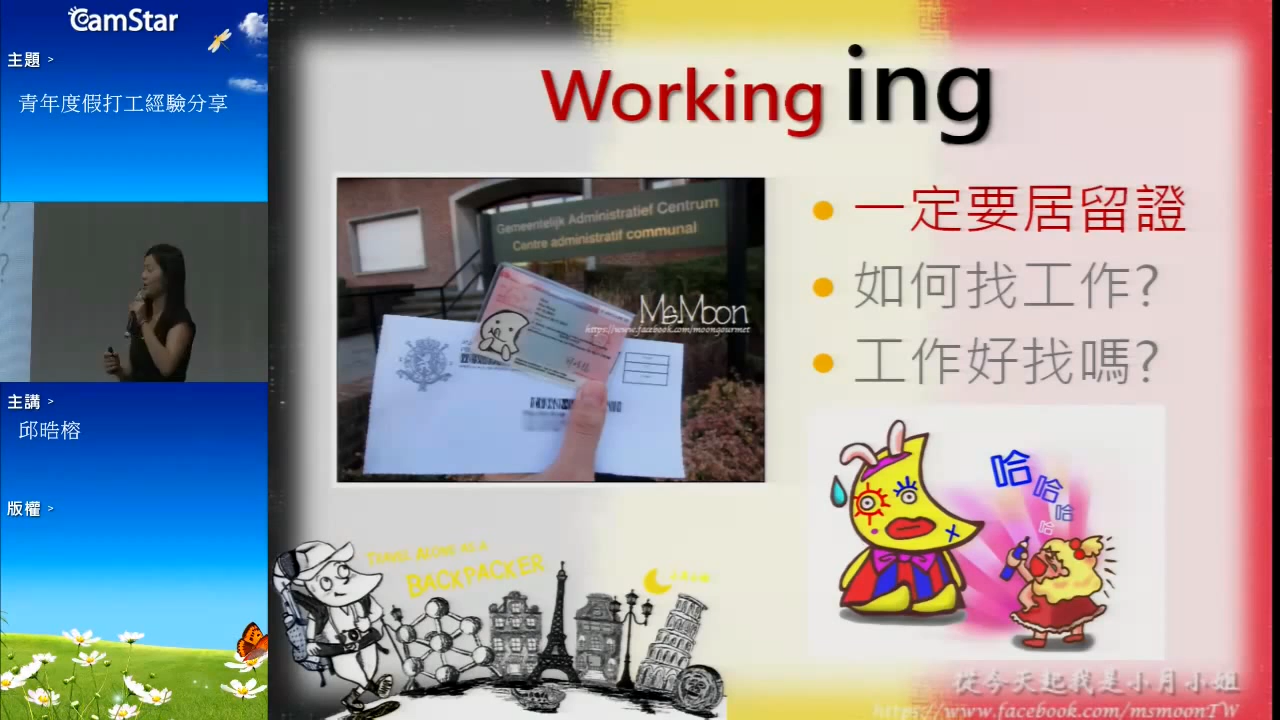 CamStar
主題 >
青年度假打工經驗分享
主講 >
邱晧榕
版權 >
Working ing
Gemeentelijk Administratief Centrum
Centre administratif communal
MsMoon
https://www.facebook.com/moongourmet
一定要居留證
如何找工作?
工作好找嗎?
哈
哈
哈
哈
TRAVEL ALONE AS A
BACKPACKER
從今天起我是小月小姐
https://www.facebook.com/msmoonTW